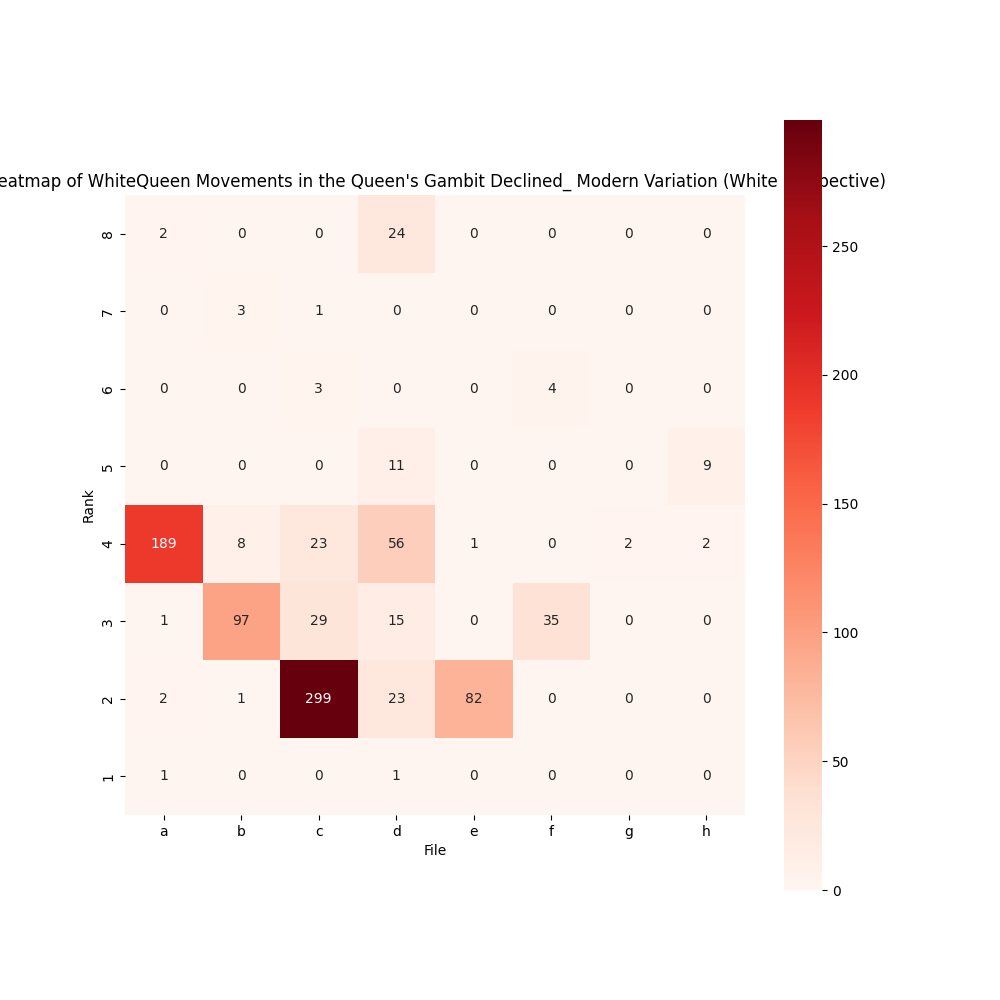 eatmap of WhiteQueen Movements in the Queen's Gambit Declined_ Modern Variation (White pective)
8 2 0 0 24 0 0 0 0
7 0 3 1 0 0 0 0 0
6 0 0 3 0 0 4 0 0
5 0 0 0 11 0 0 0 9
4 189 8 23 56 1 0 2 2
3 1 97 29 15 0 35 0 0
2 2 1 299 23 82 0 0 0
1 1 0 0 1 0 0 0 0
a b c d e f g h
File
Rank
250
200
150
100
50
0